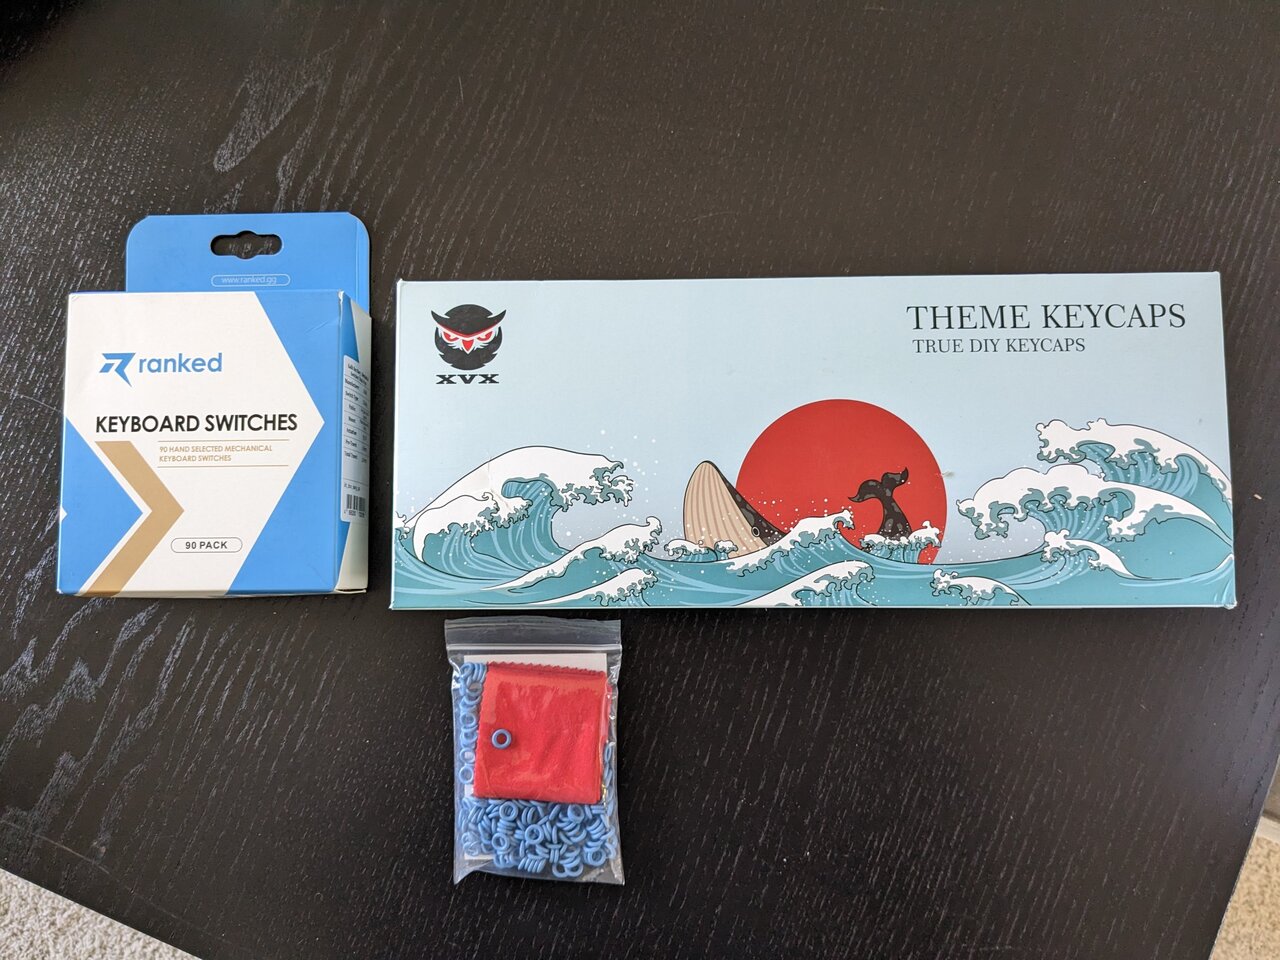 www.ranked.gg
ranked
KEYBOARD SWITCHES
90 HAND SELECTED MECHANICAL
KEYBOARD SWITCHES
90 PACK
XVX
THEME KEYCAPS
TRUE DIY KEYCAPS